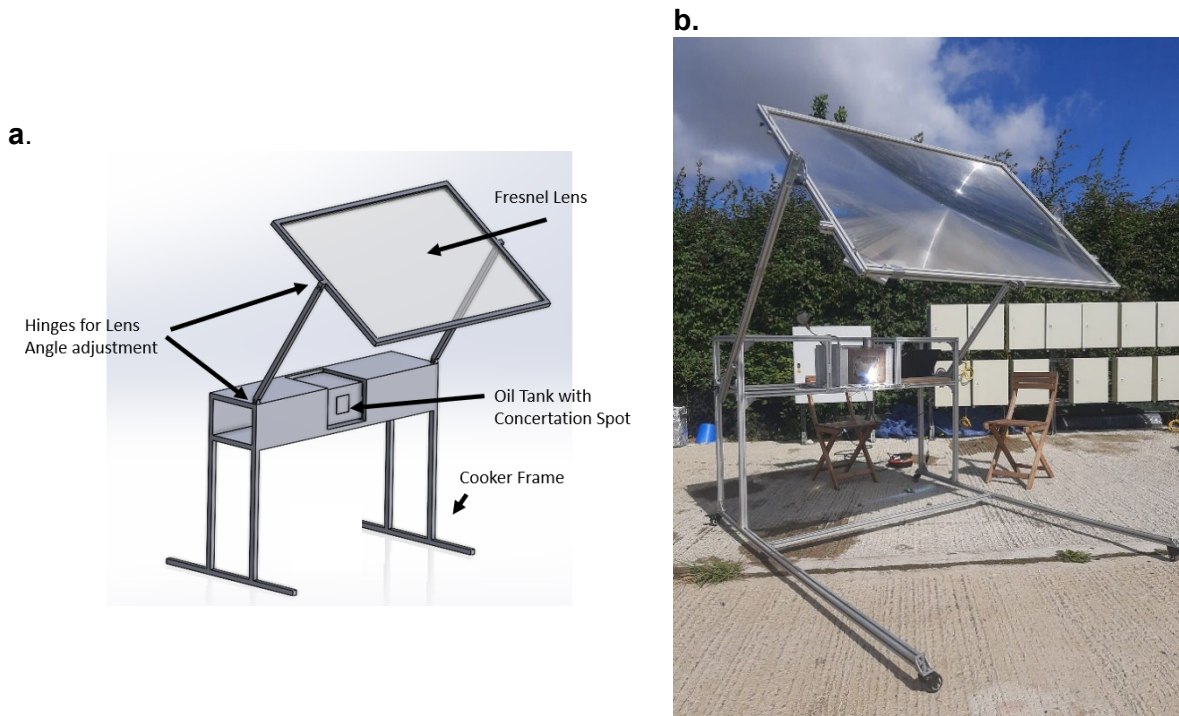 b.
a.
Fresnel Lens
Hinges for Lens
Angle adjustment
Oil Tank with
Concertation Spot
Cooker Frame